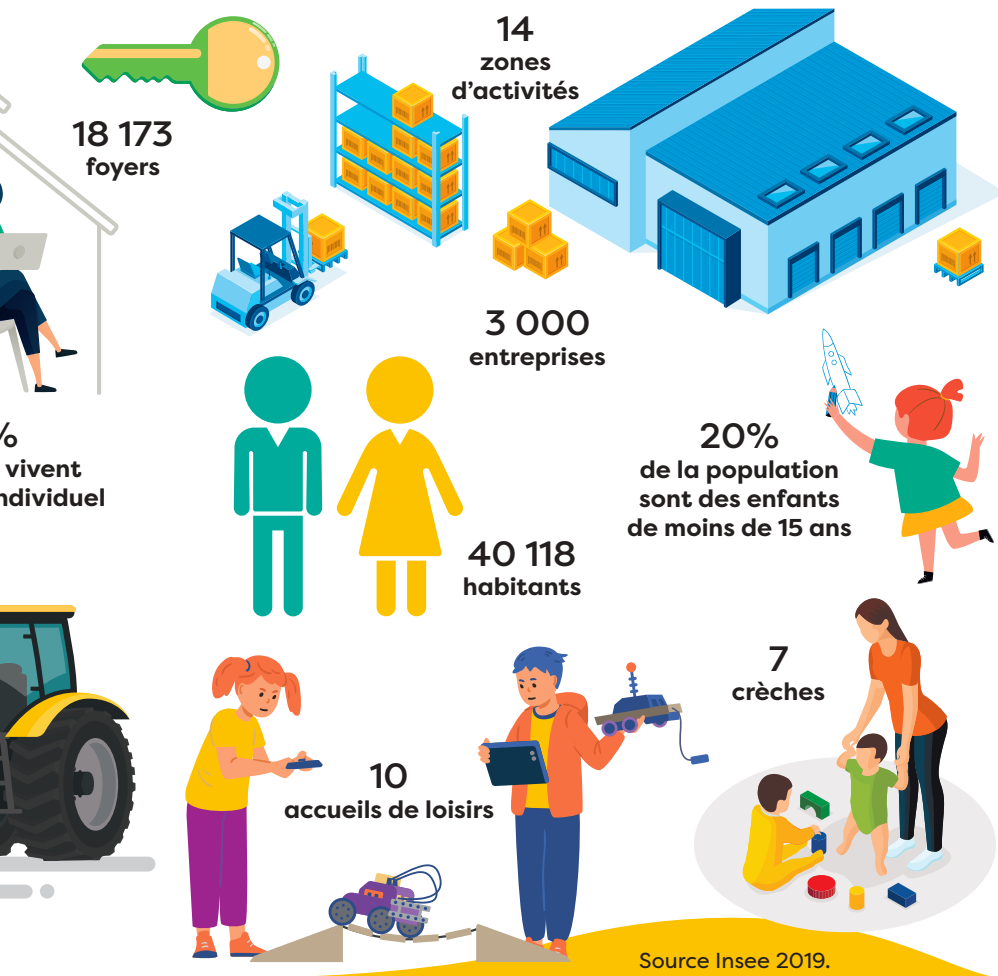 14
zones
d’activités
18 173
foyers
3 000
entreprises
%
vivent
20%
de la population
sont des enfants
de moins de 15 ans
40 118
habitants
7
crèches
10
accueils de loisirs
Source Insee 2019.